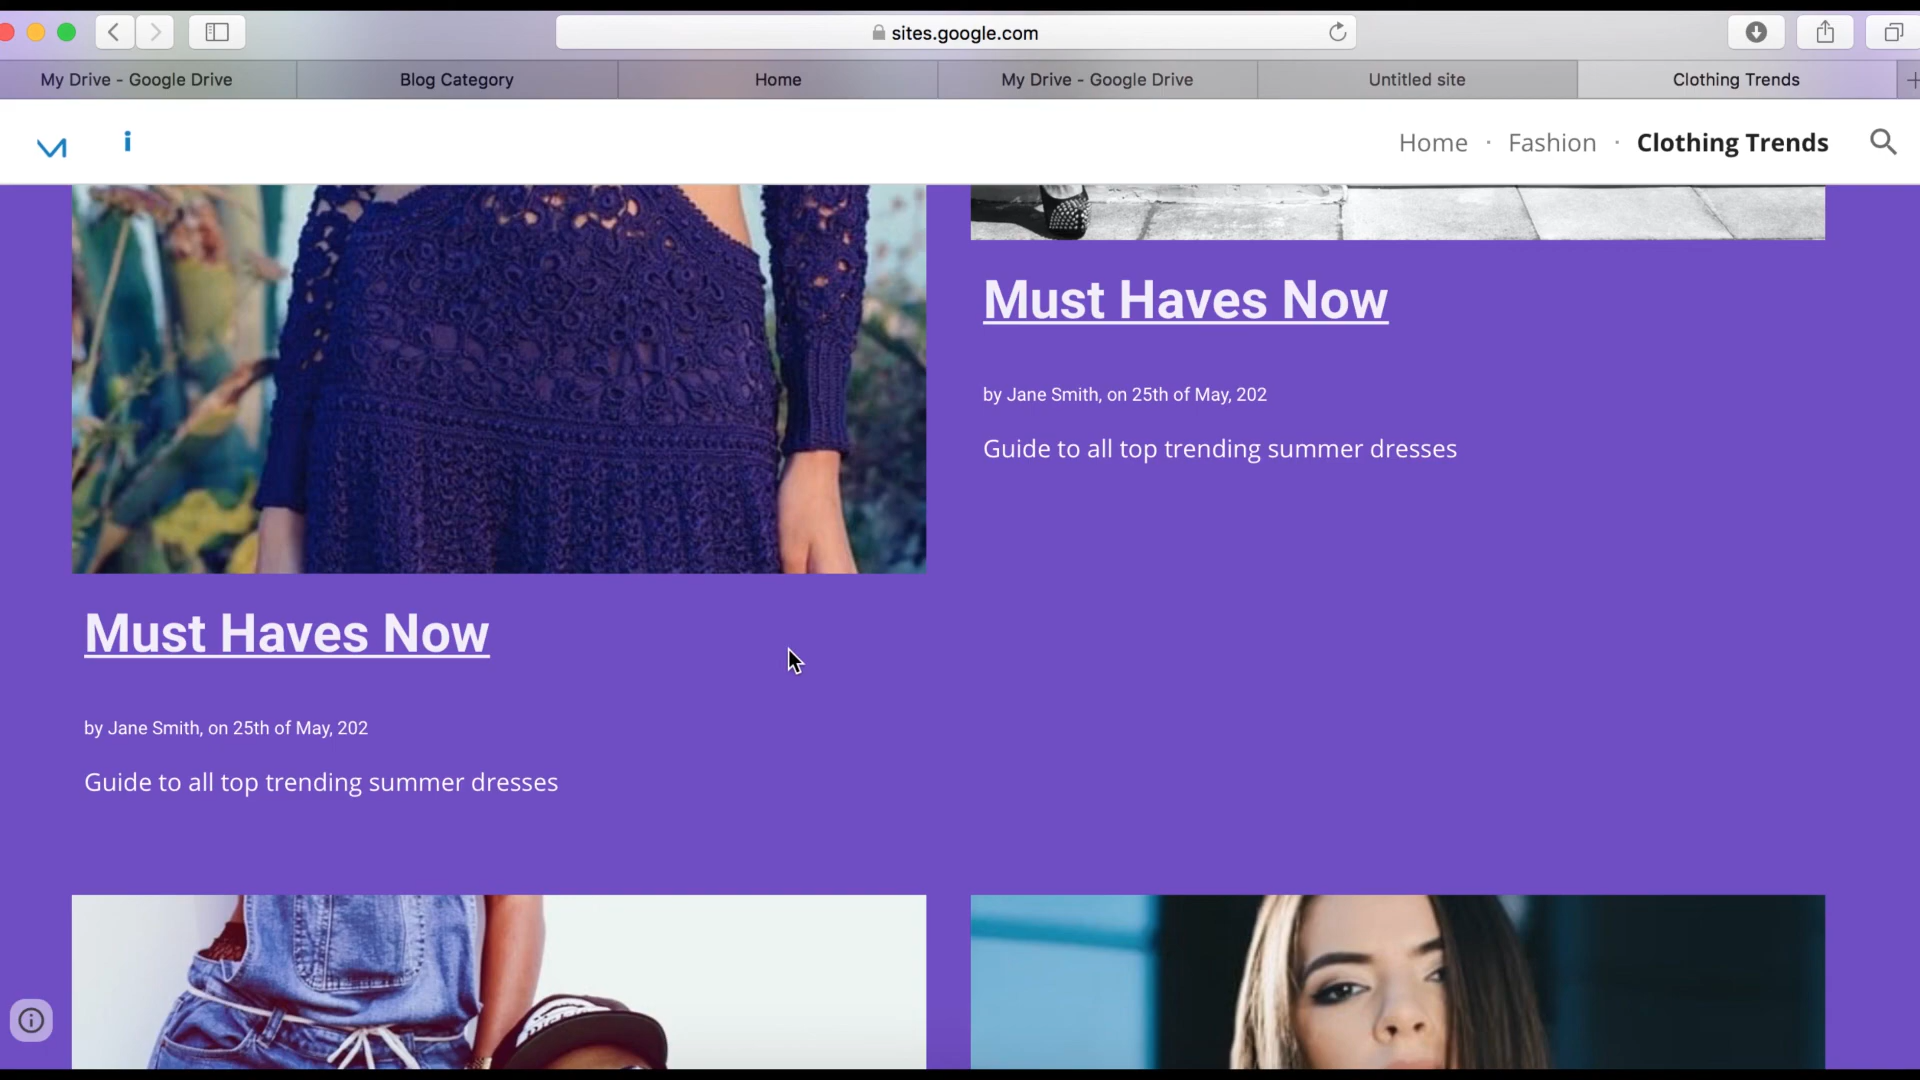 sites.google.com
My Drive - Google Drive
Blog Category
Home
My Drive - Google Drive
Untitled site
Clothing Trends
Home · Fashion · Clothing Trends
Must Haves Now
by Jane Smith, on 25th of May, 202
Guide to all top trending summer dresses
Must Haves Now
by Jane Smith, on 25th of May, 202
Guide to all top trending summer dresses